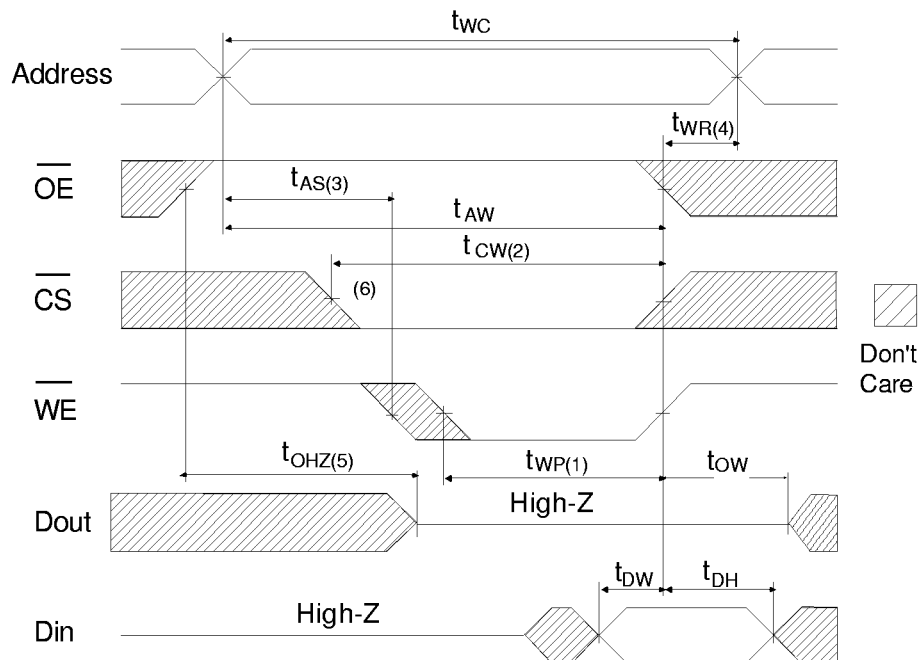 tWC
Address
tWR(4)
OE
tAS(3)
tAW
tCW(2)
CS
(6)
Don't
Care
WE
tOHZ(5)
tWP(1)
tOW
Dout
High-Z
tDW
tDH
Din
High-Z